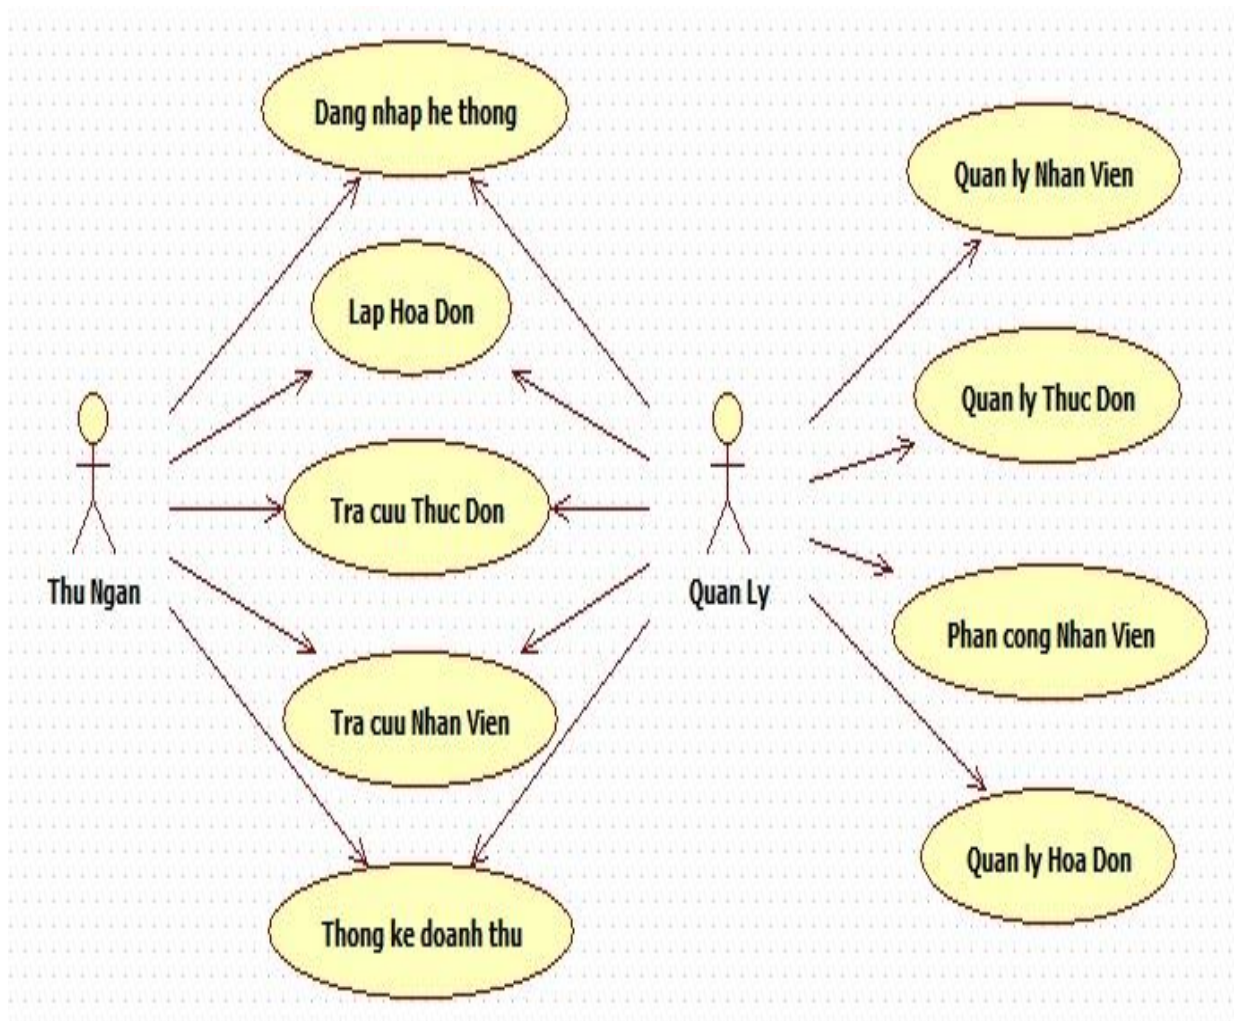 Dang nhap he thong
Quan ly Nhan Vien
Lap Hoa Don
Quan ly Thuc Don
Tra cuu Thuc Don
Thu Ngan
Quan Ly
Phan cong Nhan Vien
Tra cuu Nhan Vien
Quan ly Hoa Don
Thong ke doanh thu